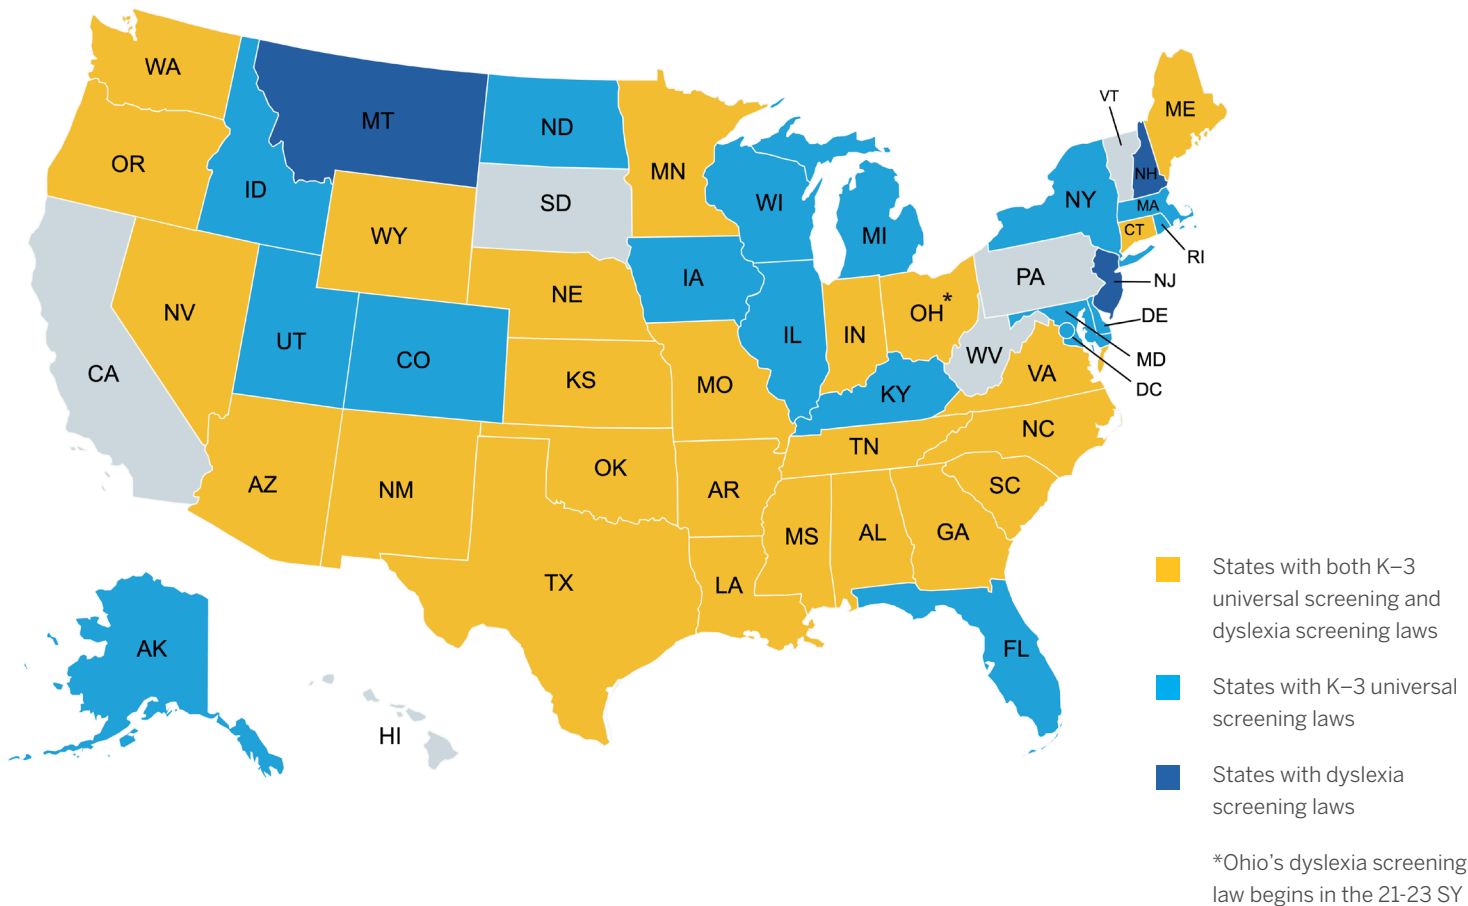 WA
OR
CA
NV
ID
MT
WY
UT
CO
AZ
NM
ND
SD
NE
KS
OK
TX
MN
IA
MO
AR
LA
WI
IL
MI
IN
OH*
KY
TN
MS
AL
GA
FL
SC
NC
VA
WV
PA
NY
VT
NH
ME
MA
CT
RI
NJ
DE
MD
DC
AK
HI
States with both K–3
universal screening and
dyslexia screening laws
States with K–3 universal
screening laws
States with dyslexia
screening laws
*Ohio's dyslexia screening
law begins in the 21-23 SY